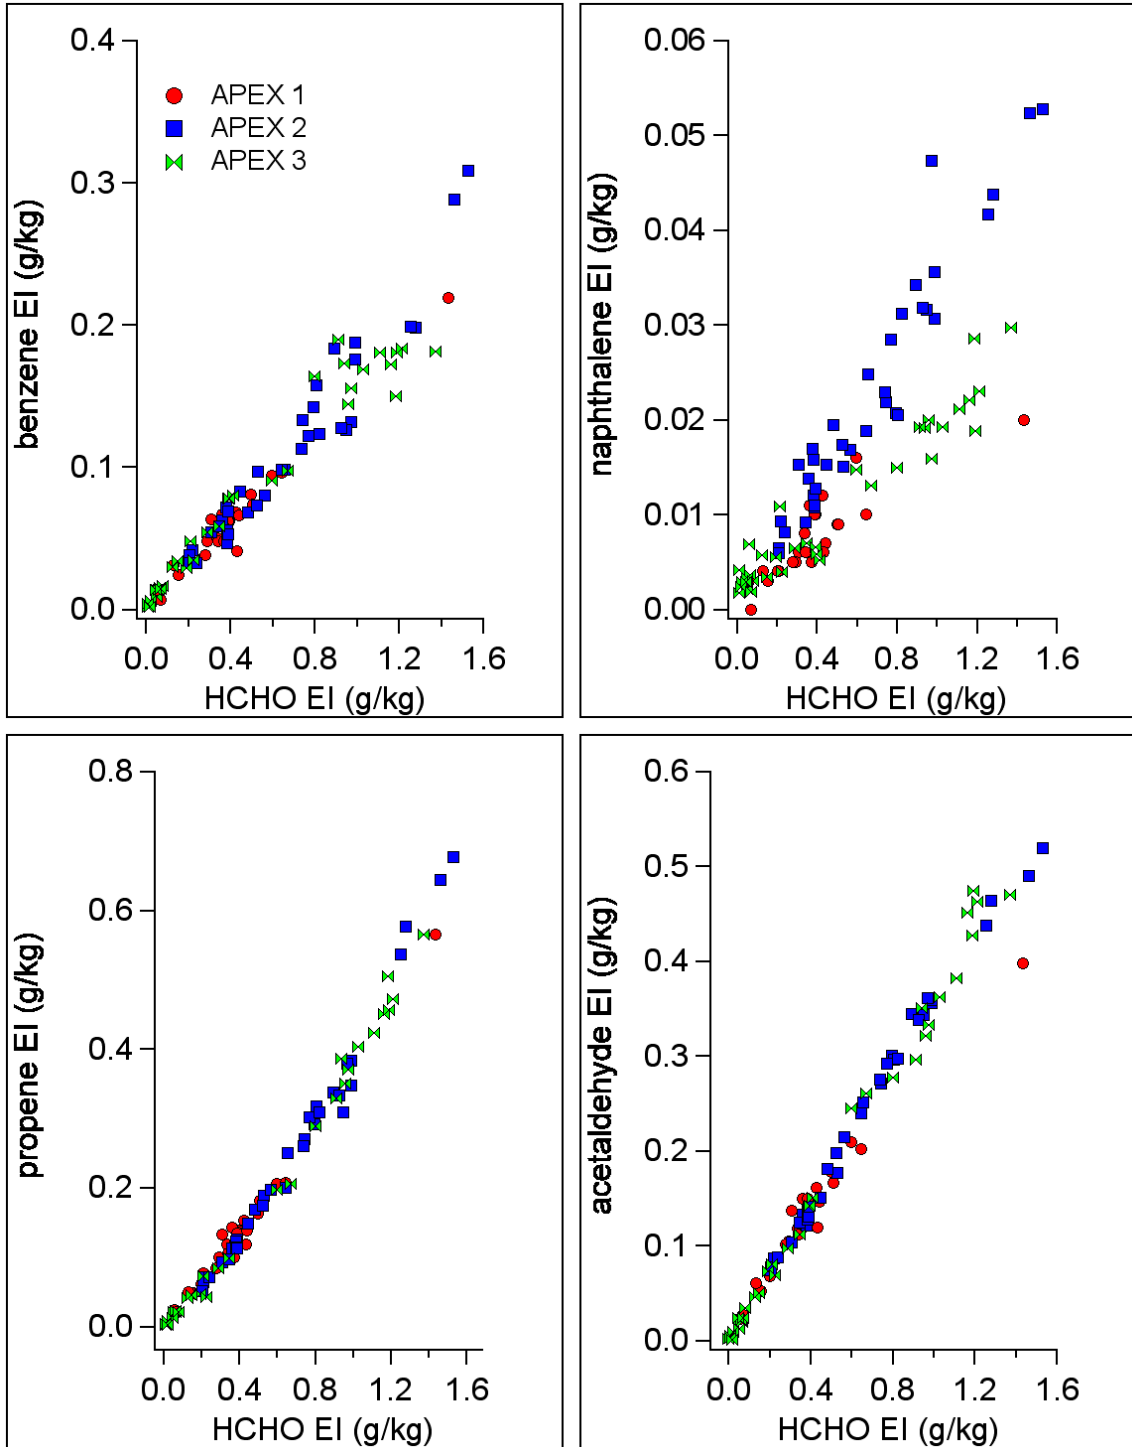 benzene EI (g/kg)
0.4
0.3
0.2
0.1
0.0
APEX 1
APEX 2
APEX 3
0.0 0.4 0.8 1.2 1.6
HCHO EI (g/kg)
naphthalene EI (g/kg)
0.06
0.05
0.04
0.03
0.02
0.01
0.00
0.0 0.4 0.8 1.2 1.6
HCHO EI (g/kg)
propene EI (g/kg)
0.8
0.6
0.4
0.2
0.0
0.0 0.4 0.8 1.2 1.6
HCHO EI (g/kg)
acetaldehyde EI (g/kg)
0.6
0.5
0.4
0.3
0.2
0.1
0.0
0.0 0.4 0.8 1.2 1.6
HCHO EI (g/kg)